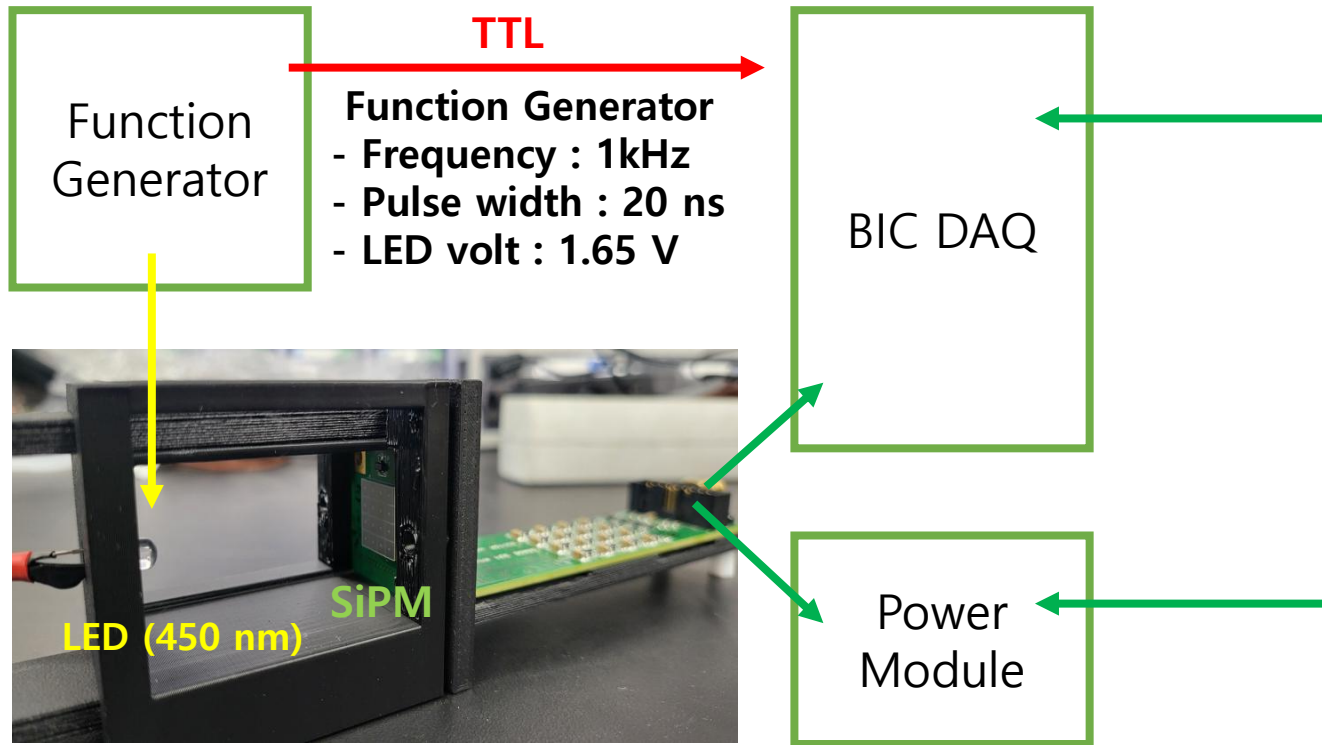 TTL
Function
Generator
Function Generator
- Frequency : 1kHz
- Pulse width : 20 ns
- LED volt : 1.65 V
BIC DAQ
SiPM
LED (450 nm)
Power
Module